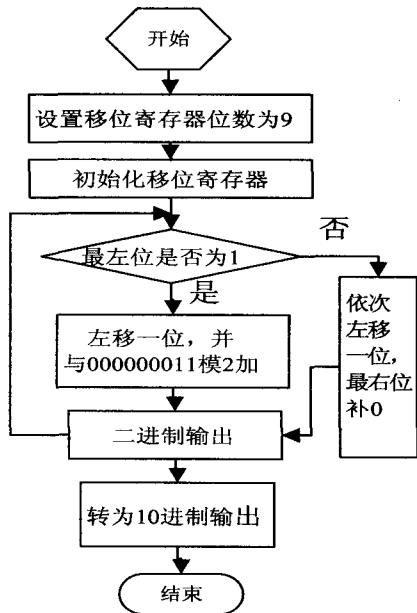 开始
设置移位寄存器位数为9
初始化移位寄存器
最左位是否为1
否
是
左移一位，并
与000000011模2加
依次
左移
一位，
最右位
补0
二进制输出
转为10进制输出
结束